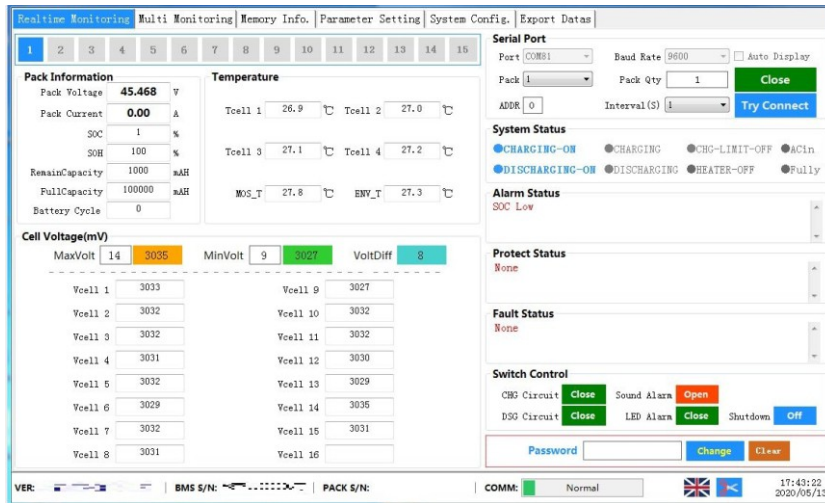 Realtime Monitoring Multi Monitoring Memory Info. Parameter Setting System Config. Export Datas
1 2 3 4 5 6 7 8 9 10 11 12 13 14 15
Pack Information
Pack Voltage 45.468 V
Pack Current 0.00 A
SOC 1 %
SOH 100 %
RemainCapacity 1000 mAH
FullCapacity 100000 mAH
Battery Cycle 0
Temperature
Tcell 1 26.9 ℃ Tcell 2 27.0 ℃
Tcell 3 27.1 ℃ Tcell 4 27.2 ℃
MOS_T 27.8 ℃ ENV_T 27.3 ℃
Cell Voltage(mV)
MaxVolt 14 3035 MinVolt 9 3027 VoltDiff 8
Vcell 1 3033 Vcell 9 3027
Vcell 2 3032 Vcell 10 3032
Vcell 3 3032 Vcell 11 3032
Vcell 4 3031 Vcell 12 3030
Vcell 5 3032 Vcell 13 3029
Vcell 6 3029 Vcell 14 3035
Vcell 7 3032 Vcell 15 3031
Vcell 8 3031 Vcell 16
Serial Port
Port COM81 Baud Rate 9600 Auto Display
Pack 1 Pack Qty 1 Close
ADDR 0 Interval(S) 1 Try Connect
System Status
CHARGING-ON CHARGING CHG-LIMIT-OFF ACin
DISCHARGING-ON DISCHARGING HEATER-OFF Fully
Alarm Status
SOC Low
Protect Status
None
Fault Status
None
Switch Control
CHG Circuit Close Sound Alarm Open
DSG Circuit Close LED Alarm Close Shutdown Off
Password Change Clear
VER: BMS S/N: PACK S/N: COMM: Normal
17:43:22
2020/05/13